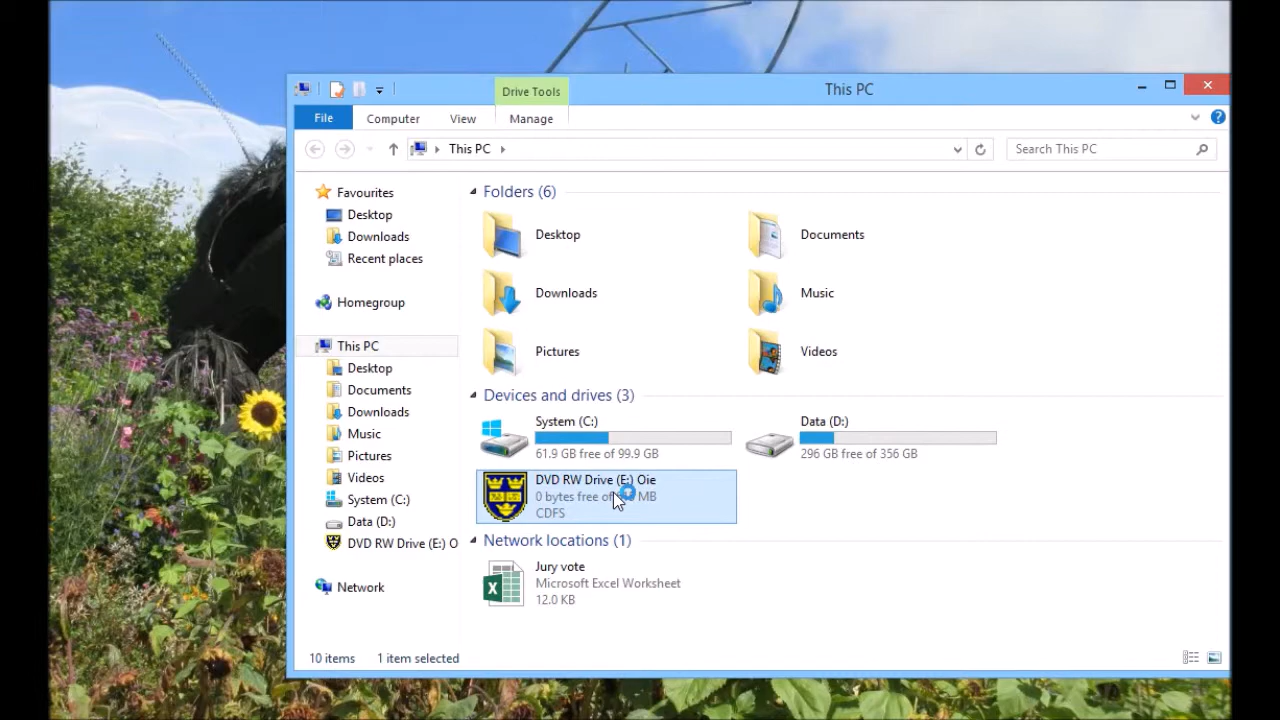 Drive Tools
This PC
File
Computer
View
Manage
This PC
Search This PC
Favourites
Desktop
Downloads
Recent places
Homegroup
This PC
Desktop
Documents
Downloads
Music
Pictures
Videos
System (C:)
Data (D:)
DVD RW Drive (E:) O
Network
Folders (6)
Desktop
Documents
Downloads
Music
Pictures
Videos
Devices and drives (3)
System (C:)
61.9 GB free of 99.9 GB
Data (D:)
296 GB free of 356 GB
DVD RW Drive (E:) Oie
0 bytes free of MB
CDFS
Network locations (1)
Jury vote
Microsoft Excel Worksheet
12.0 KB
10 items
1 item selected